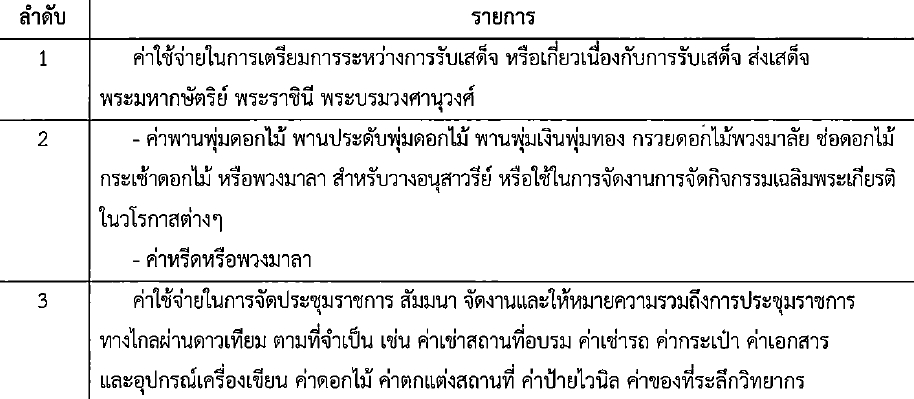 ลำดับ รายการ
1 ค่าใช้จ่ายในการเตรียมการระหว่างการรับเสด็จ หรือเกี่ยวเนื่องกับการรับเสด็จ ส่งเสด็จ
พระมหากษัตริย์ พระราชินี พระบรมวงศานุวงศ์
2 - ค่าพานพุ่มดอกไม้ พานประดับพุ่มดอกไม้ พานพุ่มเงินพุ่มทอง กรวยดอกไม้พวงมาลัย ช่อดอกไม้
กระเช้าดอกไม้ หรือพวงมาลา สำหรับวางอนุสาวรีย์ หรือใช้ในการจัดงานการจัดกิจกรรมเฉลิมพระเกียรติ
ในวโรกาสต่างๆ
- ค่าหรีดหรือพวงมาลา
3 ค่าใช้จ่ายในการจัดประชุมราชการ สัมมนา จัดงานและให้หมายความรวมถึงการประชุมราชการ
ทางไกลผ่านดาวเทียม ตามที่จำเป็น เช่น ค่าเช่าสถานที่อบรม ค่าเช่ารถ ค่ากระเป๋า ค่าเอกสาร
และอุปกรณ์เครื่องเขียน ค่าดอกไม้ ค่าตกแต่งสถานที่ ค่าป้ายไวนิล ค่าของที่ระลึกวิทยากร